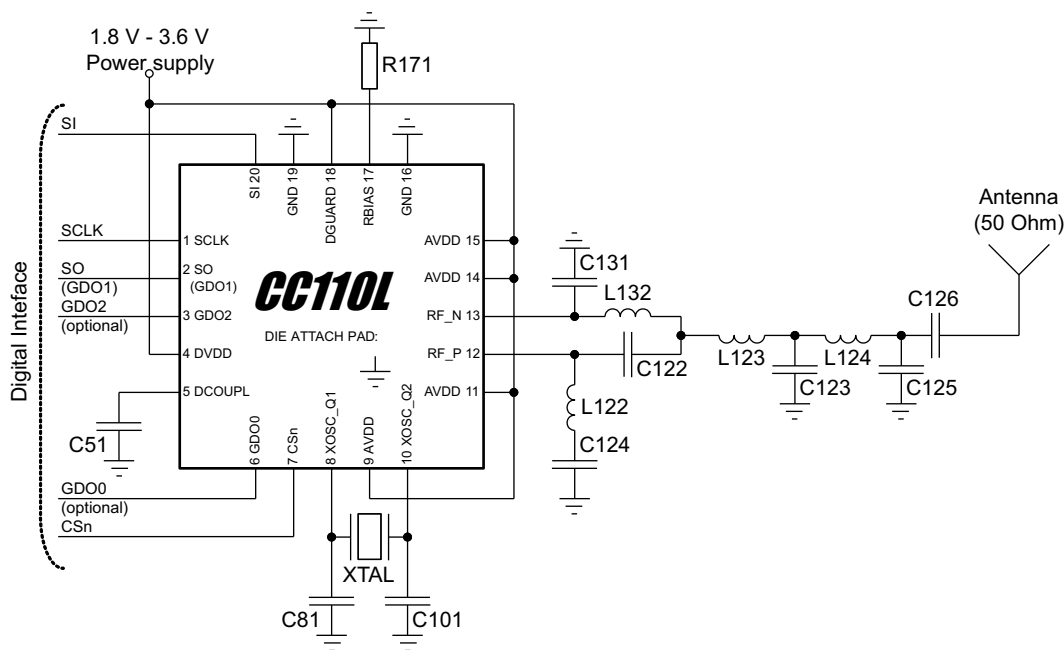 1.8 V - 3.6 V
Power supply
R171
SI
SI 20
GND 19
DGUARD 18
RBIAS 17
GND 16
Antenna
(50 Ohm)
SCLK
1 SCLK
AVDD 15
SO
(GDO1)
2 SO
(GDO1)
AVDD 14
C131
L132
C126
GDO2
(optional)
3 GDO2
CC110L
RF_N 13
DIE ATTACH PAD:
4 DVDD
RF_P 12
C122
L123
C123
L124
C125
Digital Inteface
5 DCOUPL
AVDD 11
L122
C51
6 GDO0
7 CSn
8 XOSC_Q1
9 AVDD
10 XOSC_Q2
C124
GDO0
(optional)
CSn
XTAL
C81
C101